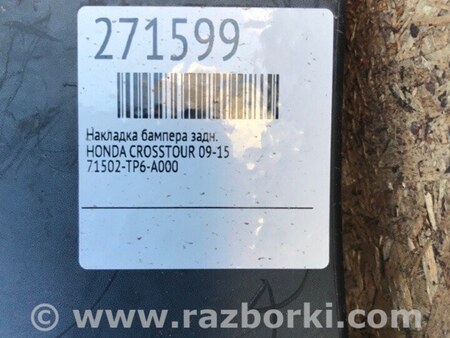 271599
Накладка бампера задн.
HONDA CROSSTOUR 09-15
71502-TP6-A000
© www.razborki.com